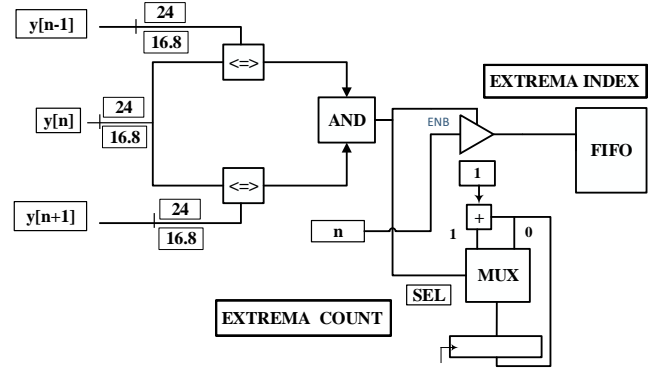 y[n-1]
24
16.8
<=>
EXTREMA INDEX
y[n]
24
16.8
AND
ENB
FIFO
1
<=>
y[n+1]
24
16.8
n
+
1
0
MUX
SEL
EXTREMA COUNT